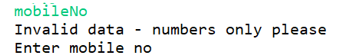 mobileNo
Invalid data - numbers only please
Enter mobile no